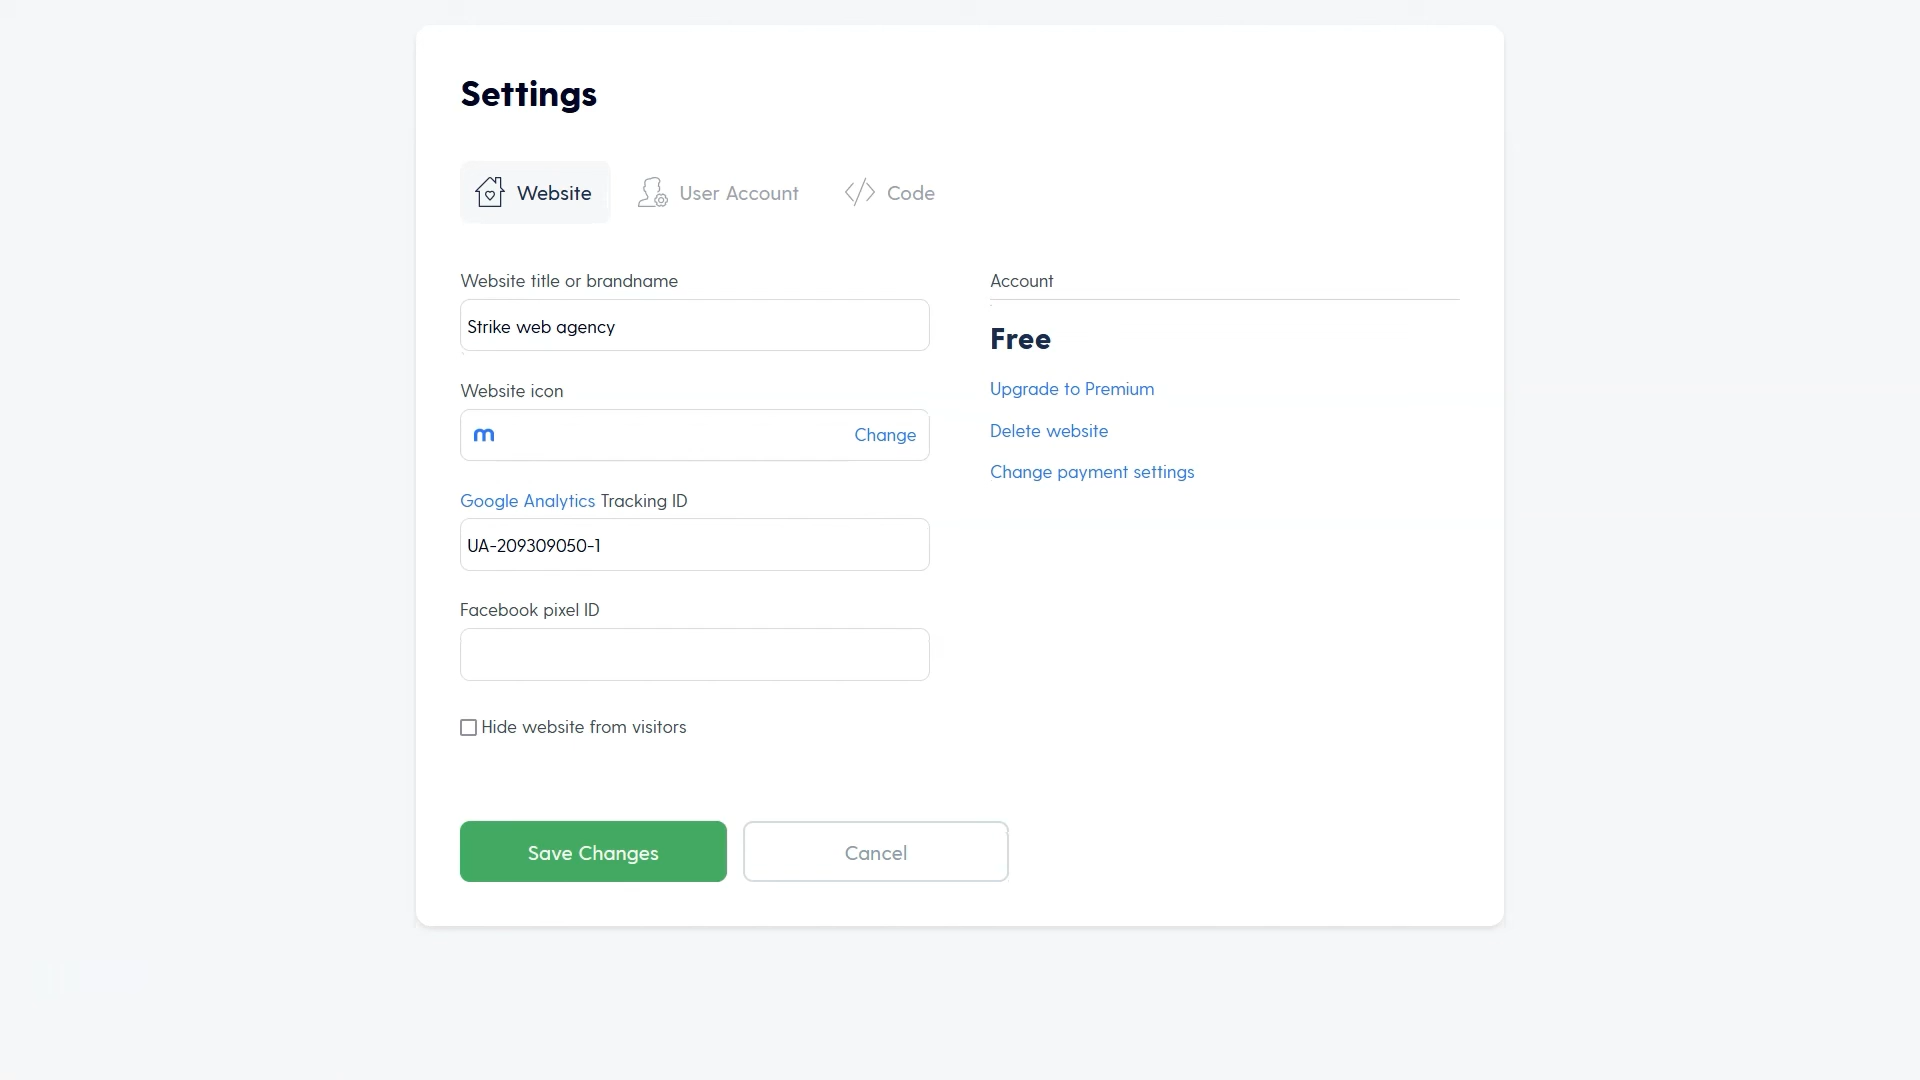 Settings
Website
User Account
Code
Website title or brandname
Strike web agency
Website icon
m
Change
Google Analytics Tracking ID
UA-209309050-1
Facebook pixel ID
Hide website from visitors
Account
Free
Upgrade to Premium
Delete website
Change payment settings
Save Changes
Cancel